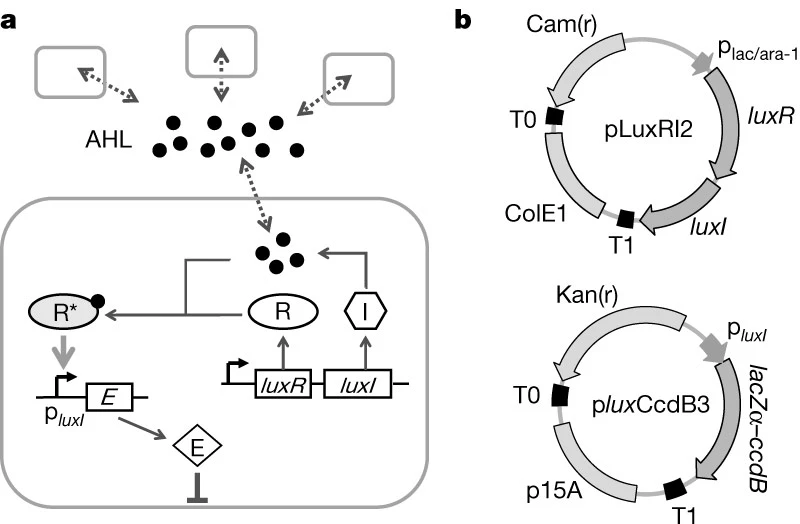 a
AHL
R*
R
I
luxR
luxI
pluxI
E
E
b
Cam(r)
plac/ara-1
T0
pLuxRI2
luxR
ColE1
T1
luxI
Kan(r)
pluxI
T0
pluxCcdB3
lacZα–ccdB
p15A
T1